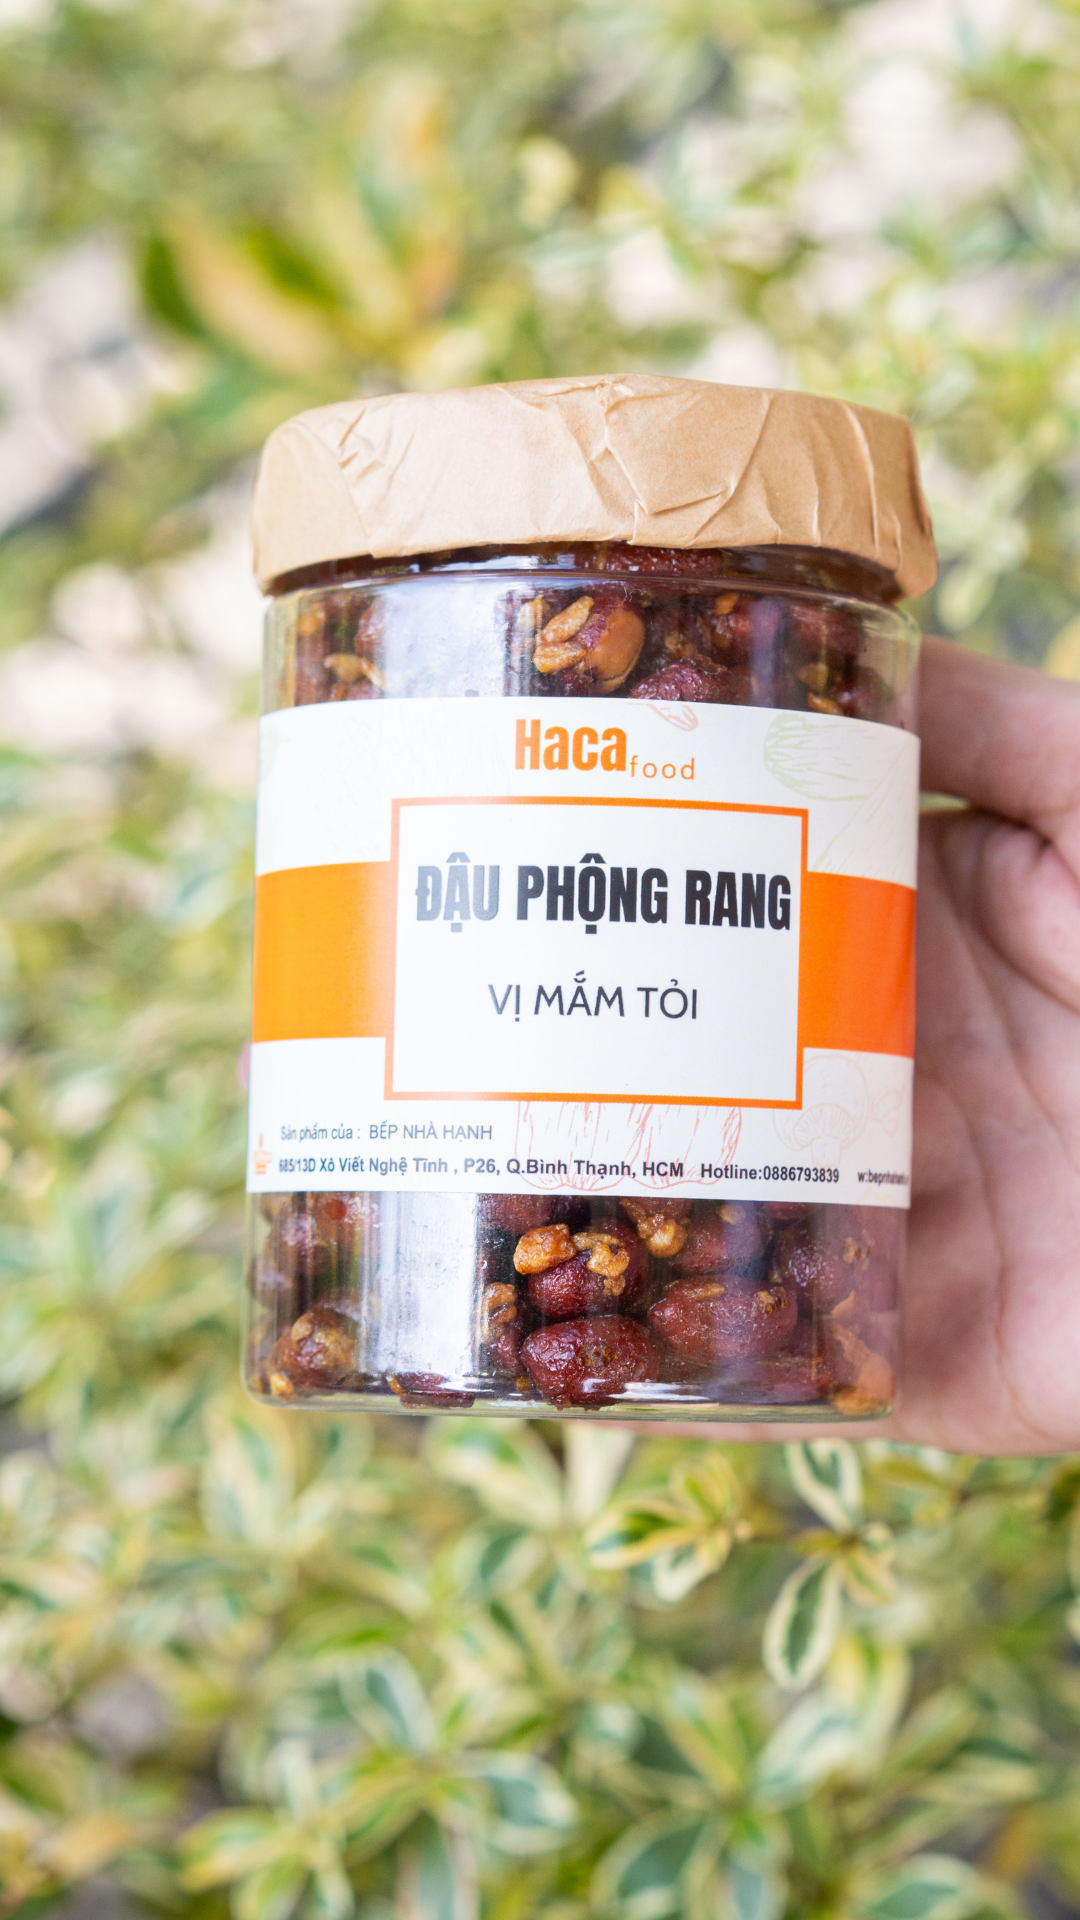 Haca food
ĐẬU PHỘNG RANG
VỊ MẮM TỎI
Sản phẩm của : BẾP NHÀ HẠNH
685/13D Xô Viết Nghệ Tĩnh , P26, Q.Bình Thạnh, HCM Hotline:0886793839